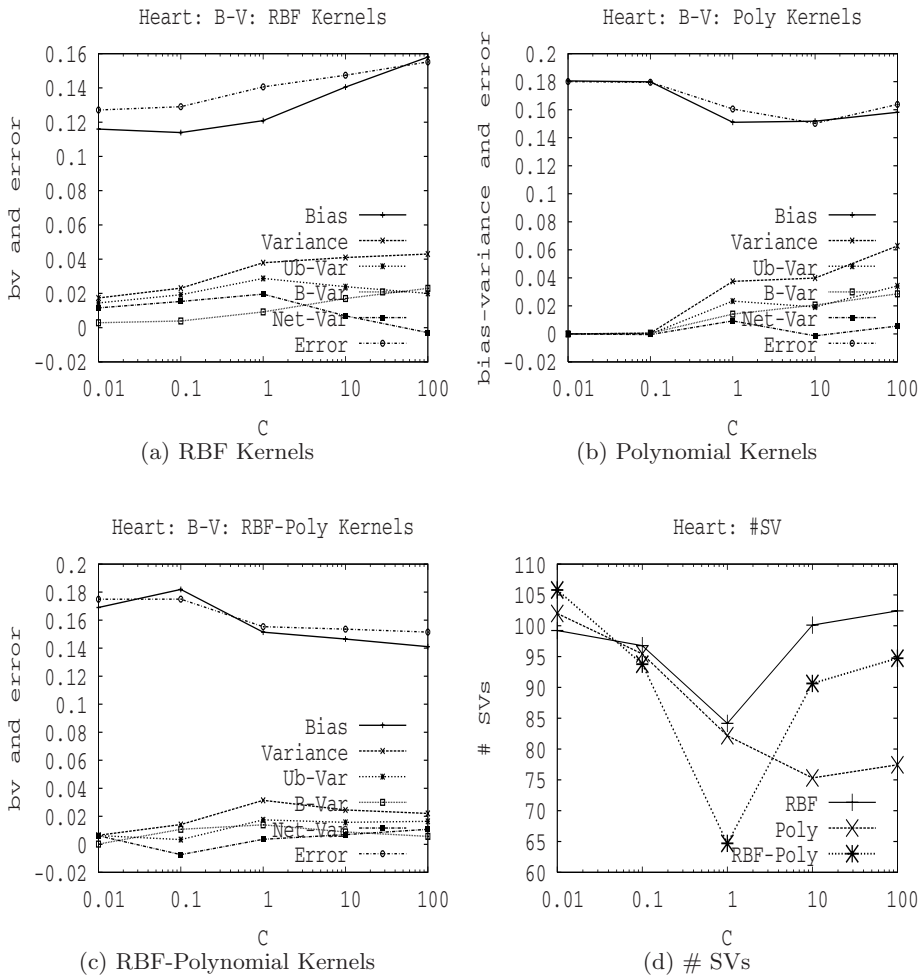 Heart: B-V: RBF Kernels
bv and error
0.16
0.14
0.12
0.1
0.08
0.06
0.04
0.02
0
-0.02
Bias
Variance
Ub-Var
B-Var
Net-Var
Error
0.01 0.1 1 10 100
C
(a) RBF Kernels
Heart: B-V: Poly Kernels
bias-variance and error
0.2
0.18
0.16
0.14
0.12
0.1
0.08
0.06
0.04
0.02
0
-0.02
Bias
Variance
Ub-Var
B-Var
Net-Var
Error
0.01 0.1 1 10 100
C
(b) Polynomial Kernels
Heart: B-V: RBF-Poly Kernels
bv and error
0.2
0.18
0.16
0.14
0.12
0.1
0.08
0.06
0.04
0.02
0
-0.02
Bias
Variance
Ub-Var
B-Var
Net-Var
Error
0.01 0.1 1 10 100
C
(c) RBF-Polynomial Kernels
Heart: #SV
# SVs
110
105
100
95
90
85
80
75
70
65
60
RBF
Poly
RBF-Poly
0.01 0.1 1 10 100
C
(d) # SVs